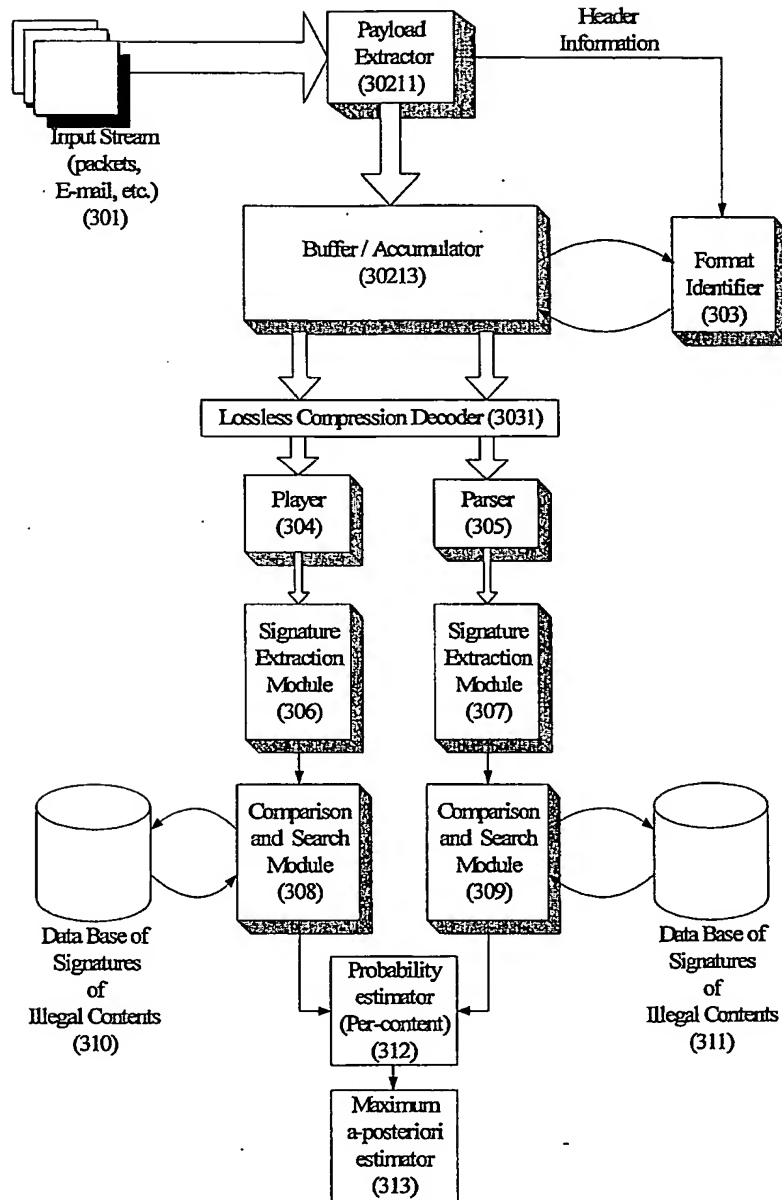 Payload
Extractor
(30211)
Header
Information
Input Stream
(packets,
E-mail, etc.)
(301)
Buffer / Accumulator
(30213)
Format
Identifier
(303)
Lossless Compression Decoder (3031)
Player
(304)
Parser
(305)
Signature
Extraction
Module
(306)
Signature
Extraction
Module
(307)
Comparison
and Search
Module
(308)
Comparison
and Search
Module
(309)
Data Base of
Signatures
of
Illegal Contents
(310)
Data Base of
Signatures
of
Illegal Contents
(311)
Probability
estimator
(Per-content)
(312)
Maximum
a-posteriori
estimator
(313)